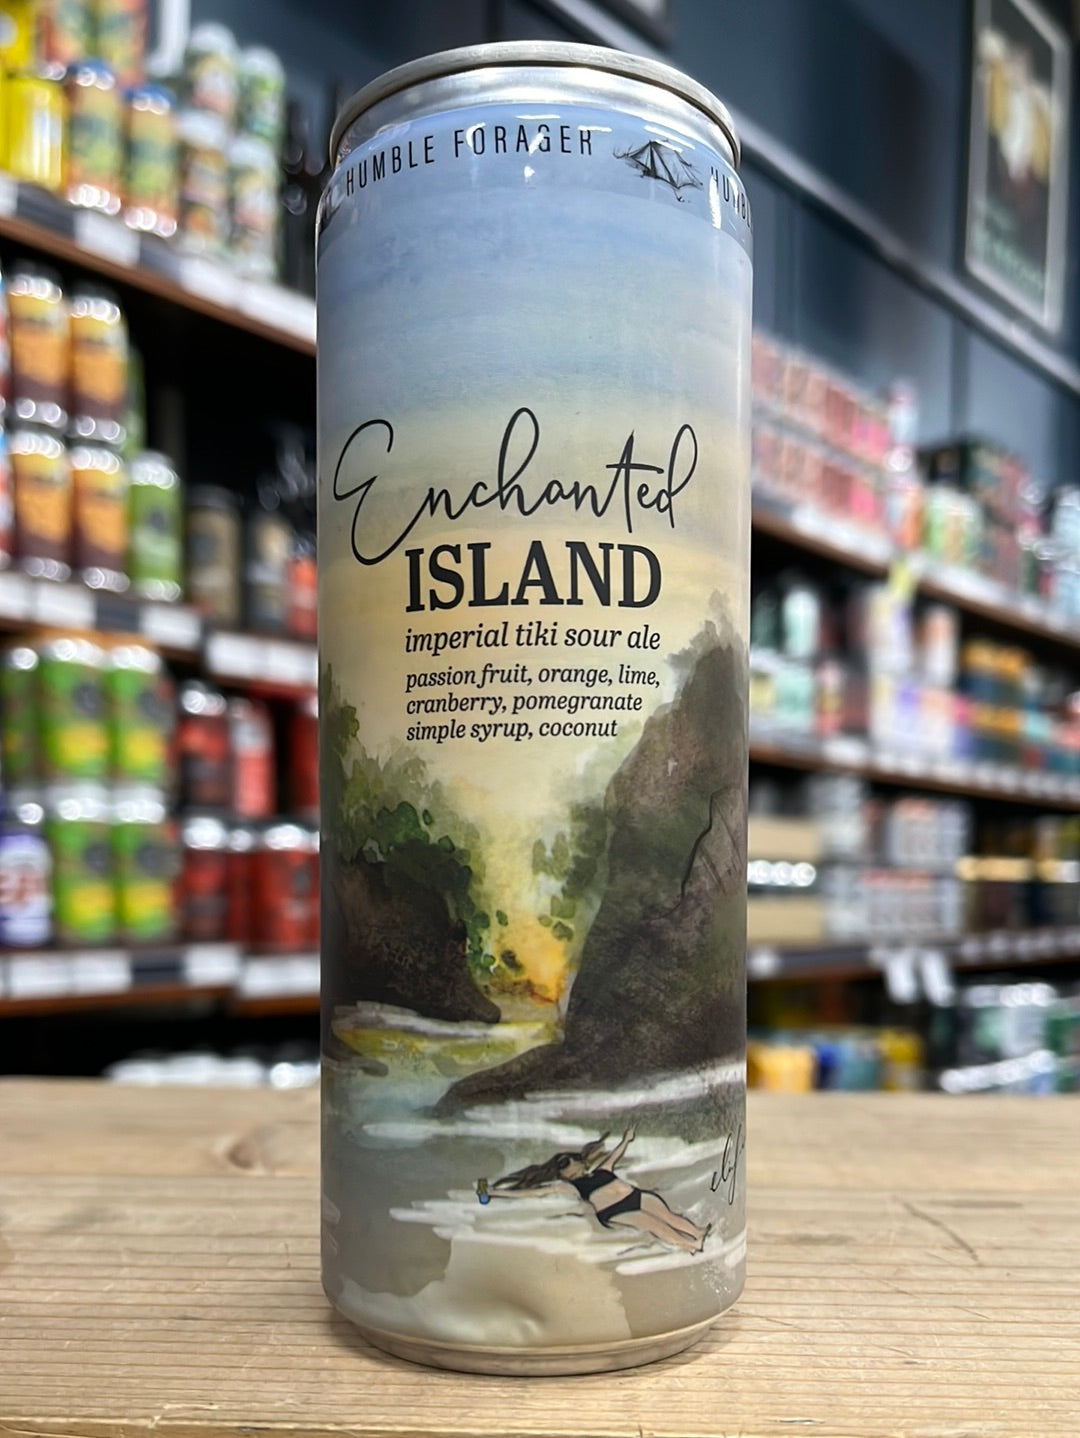 HUMBLE FORAGER
Enchanted
ISLAND
imperial tiki sour ale
passion fruit, orange, lime,
cranberry, pomegranate
simple syrup, coconut